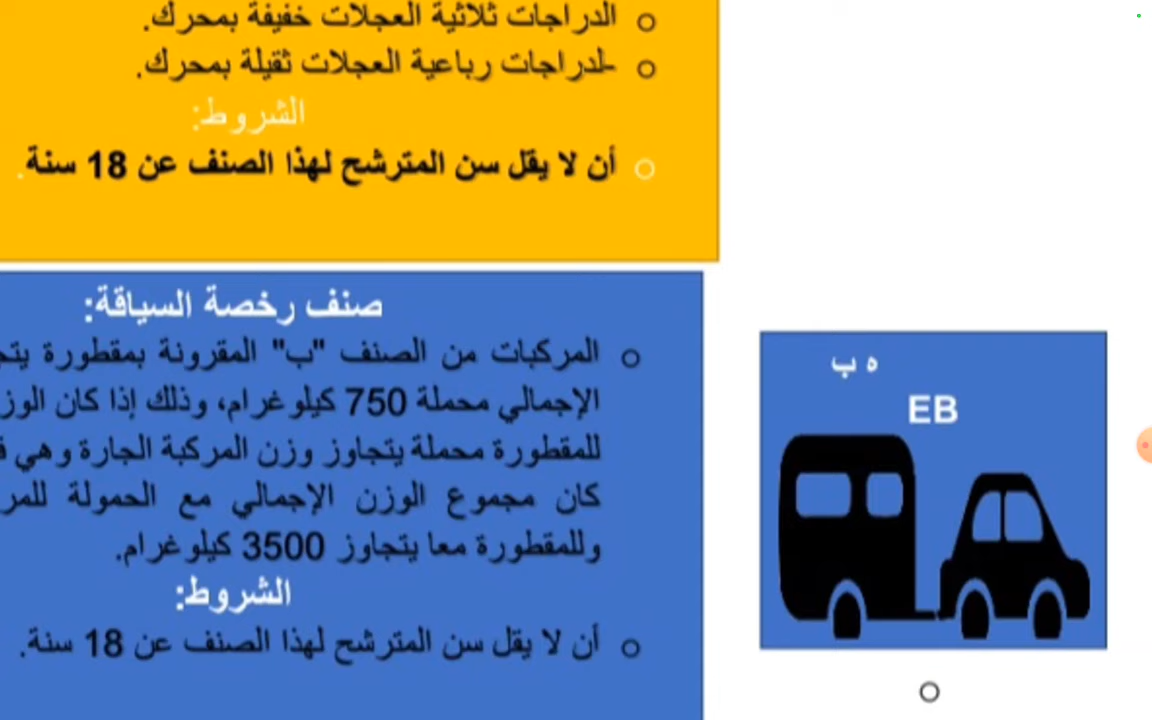 الدراجات ثلاثية العجلات خفيفة بمحرك.
-لدراجات رباعية العجلات ثقيلة بمحرك.
الشروط:
أن لا يقل سن المترشح لهذا الصنف عن 18 سنة.
صنف رخصة السياقة:
المركبات من الصنف "ب" المقرونة بمقطورة
الإجمالي محملة 750 كيلوغرام، وذلك إذا كان
للمقطورة محملة يتجاوز وزن المركبة الجارة وهي
كان مجموع الوزن الإجمالي مع الحمولة
وللمقطورة معا يتجاوز 3500 كيلوغرام.
الشروط:
أن لا يقل سن المترشح لهذا الصنف عن 18 سنة.
ه ب
EB